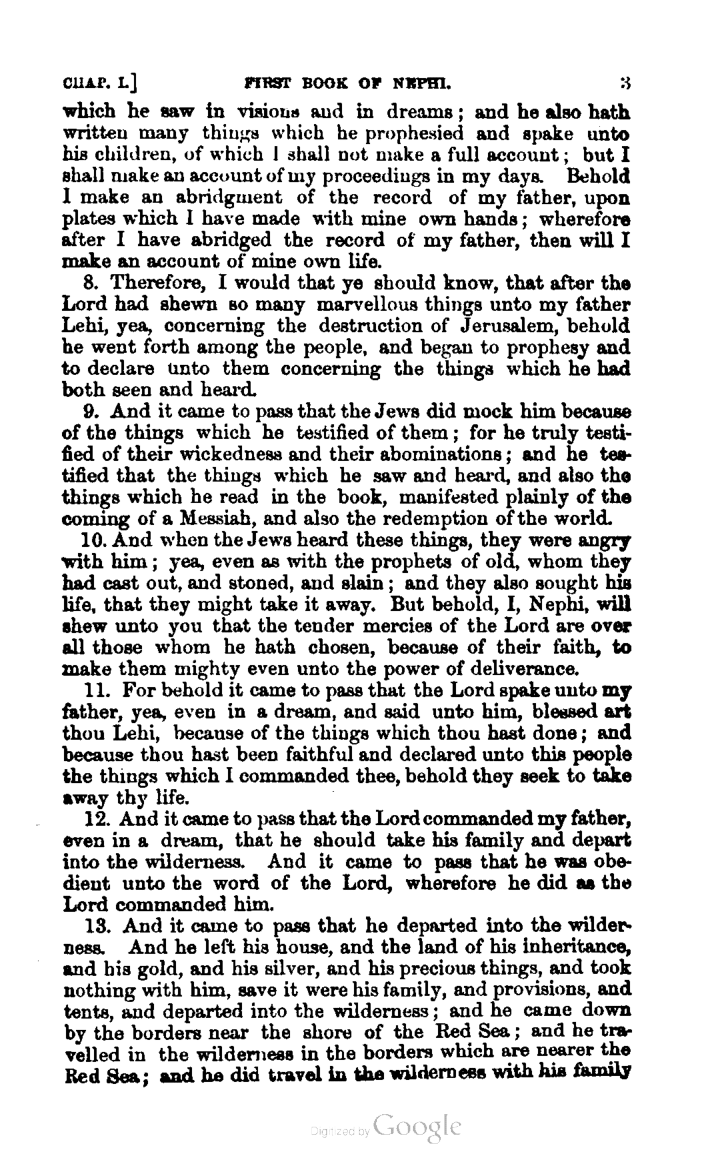 CHAP. I.] FIRST BOOK OF NEPHI. 3
which he saw in visions and in dreams; and he also hath
written many things which he prophesied and spake unto
his children, of which I shall not make a full account; but I
shall make an account of my proceedings in my days. Behold
I make an abridgment of the record of my father, upon
plates which I have made with mine own hands; wherefore
after I have abridged the record of my father, then will I
make an account of mine own life.
8. Therefore, I would that ye should know, that after the
Lord had shewn so many marvellous things unto my father
Lehi, yea, concerning the destruction of Jerusalem, behold
he went forth among the people, and began to prophesy and
to declare unto them concerning the things which he had
both seen and heard.
9. And it came to pass that the Jews did mock him because
of the things which he testified of them; for he truly testi-
fied of their wickedness and their abominations; and he tes-
tified that the things which he saw and heard, and also the
things which he read in the book, manifested plainly of the
coming of a Messiah, and also the redemption of the world.
10. And when the Jews heard these things, they were angry
with him; yea, even as with the prophets of old, whom they
had cast out, and stoned, and slain; and they also sought his
life, that they might take it away. But behold, I, Nephi, will
shew unto you that the tender mercies of the Lord are over
all those whom he hath chosen, because of their faith, to
make them mighty even unto the power of deliverance.
11. For behold it came to pass that the Lord spake unto my
father, yea, even in a dream, and said unto him, blessed art
thou Lehi, because of the things which thou hast done; and
because thou hast been faithful and declared unto this people
the things which I commanded thee, behold they seek to take
away thy life.
12. And it came to pass that the Lord commanded my father,
even in a dream, that he should take his family and depart
into the wilderness. And it came to pass that he was obe-
dient unto the word of the Lord, wherefore he did as the
Lord commanded him.
13. And it came to pass that he departed into the wilder-
ness. And he left his house, and the land of his inheritance,
and his gold, and his silver, and his precious things, and took
nothing with him, save it were his family, and provisions, and
tents, and departed into the wilderness; and he came down
by the borders near the shore of the Red Sea; and he tra-
velled in the wilderness in the borders which are nearer the
Red Sea; and he did travel in the wilderness with his family
Digitized by Google